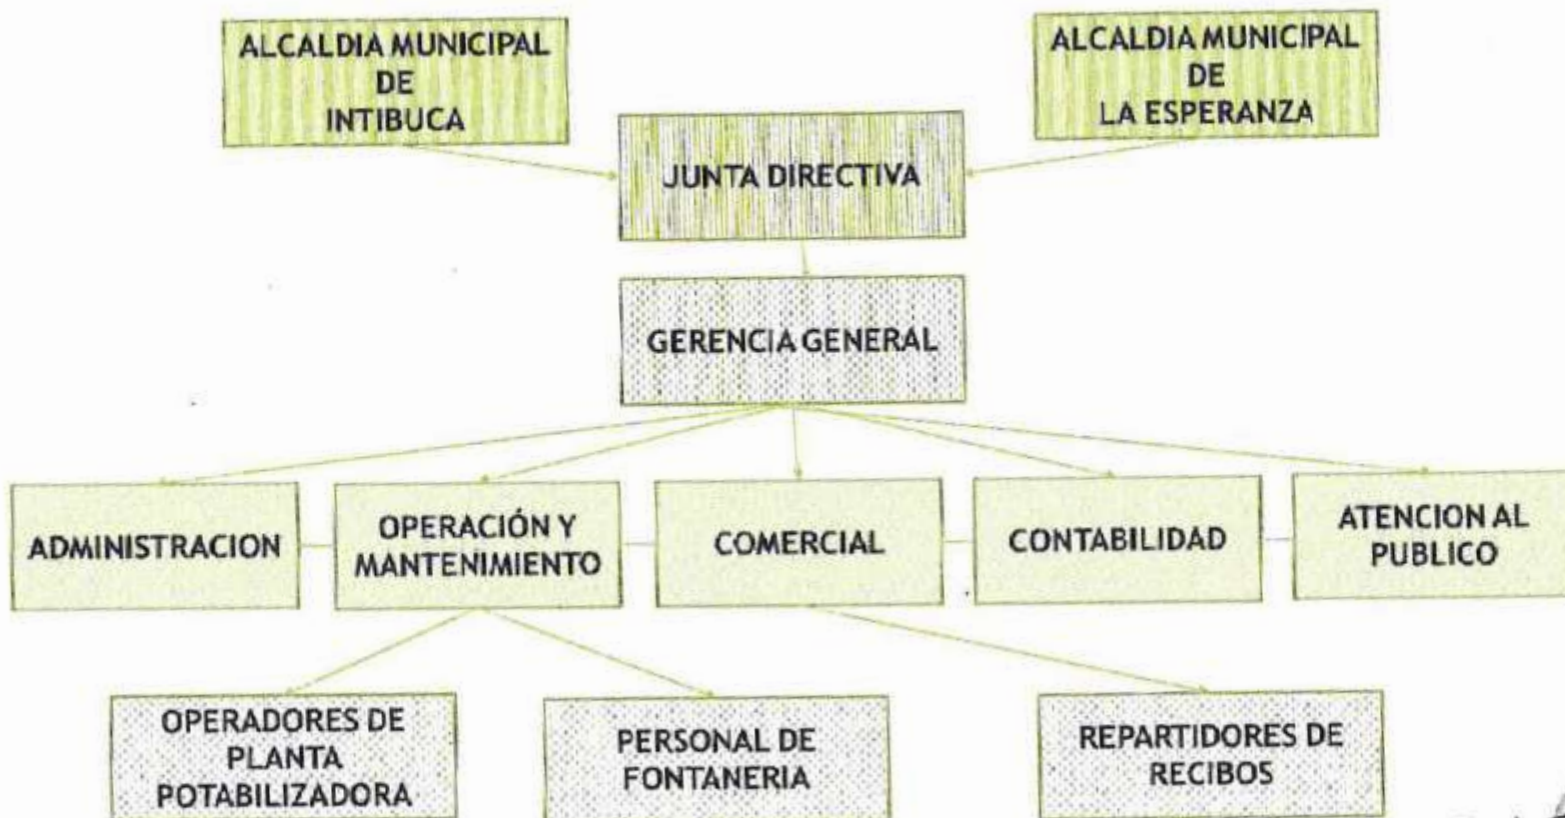 ALCALDIA MUNICIPAL
DE
INTIBUCA
ALCALDIA MUNICIPAL
DE
LA ESPERANZA
JUNTA DIRECTIVA
GERENCIA GENERAL
ADMINISTRACION
OPERACIÓN Y
MANTENIMIENTO
COMERCIAL
CONTABILIDAD
ATENCION AL
PUBLICO
OPERADORES DE
PLANTA
POTABILIZADORA
PERSONAL DE
FONTANERIA
REPARTIDORES DE
RECIBOS